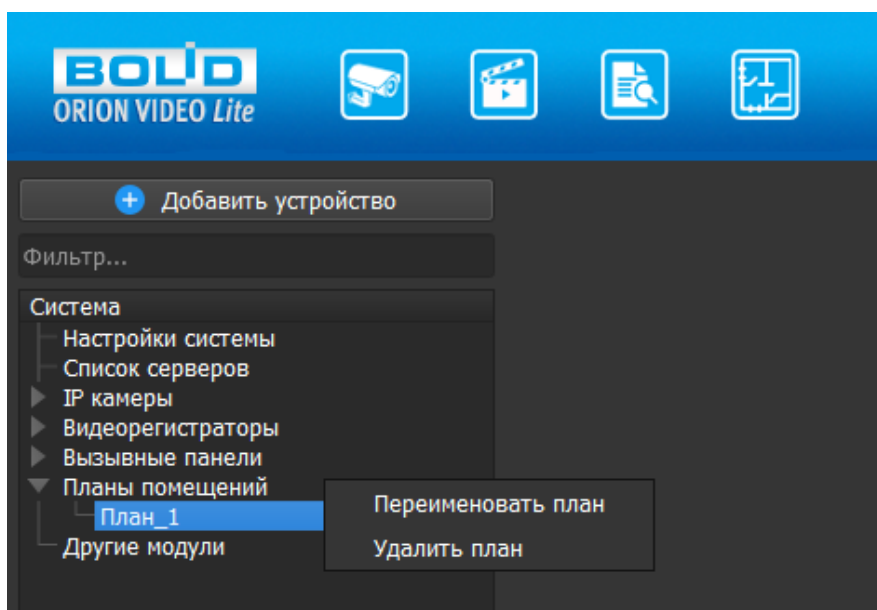 BOLID
ORION VIDEO Lite
Добавить устройство
Фильтр...
Система
Настройки системы
Список серверов
IP камеры
Видеорегистраторы
Вызывные панели
Планы помещений
План_1
Другие модули
Переименовать план
Удалить план